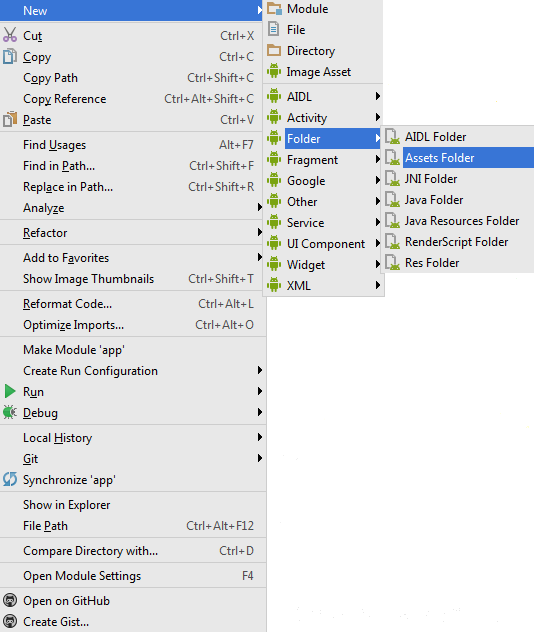 New
Cut Ctrl+X
Copy Ctrl+C
Copy Path Ctrl+Shift+C
Copy Reference Ctrl+Alt+Shift+C
Paste Ctrl+V
Find Usages Alt+F7
Find in Path... Ctrl+Shift+F
Replace in Path... Ctrl+Shift+R
Analyze
Refactor
Add to Favorites
Show Image Thumbnails Ctrl+Shift+T
Reformat Code... Ctrl+Alt+L
Optimize Imports... Ctrl+Alt+O
Make Module 'app'
Create Run Configuration
Run
Debug
Local History
Git
Synchronize 'app'
Show in Explorer
File Path Ctrl+Alt+F12
Compare Directory with... Ctrl+D
Open Module Settings F4
Open on GitHub
Create Gist...
Module
File
Directory
Image Asset
AIDL
Activity
Folder
Fragment
Google
Other
Service
UI Component
Widget
XML
AIDL Folder
Assets Folder
JNI Folder
Java Folder
Java Resources Folder
RenderScript Folder
Res Folder